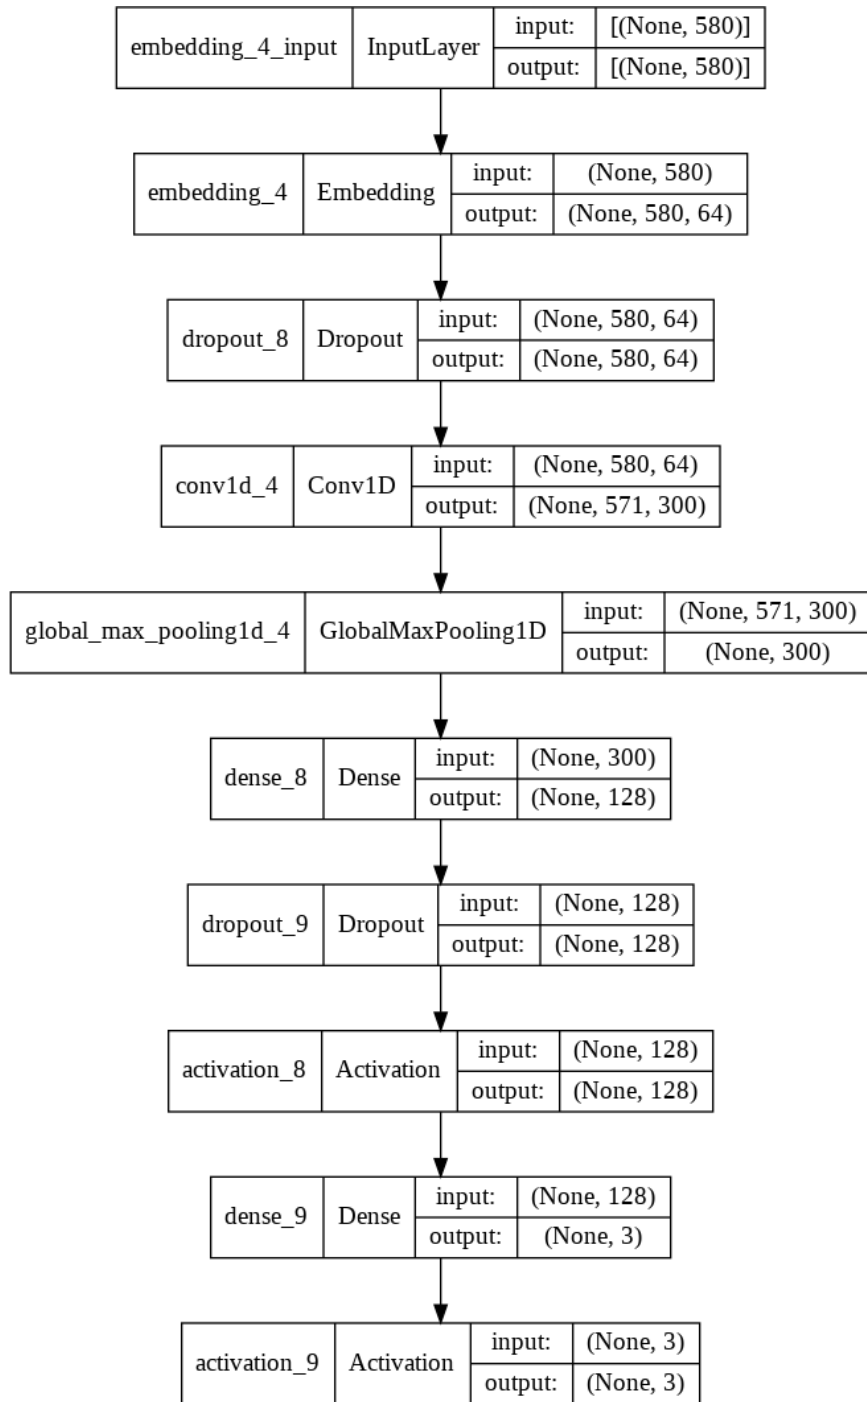 embedding_4_input InputLayer input: [(None, 580)]
output: [(None, 580)]
embedding_4 Embedding input: (None, 580)
output: (None, 580, 64)
dropout_8 Dropout input: (None, 580, 64)
output: (None, 580, 64)
conv1d_4 Conv1D input: (None, 580, 64)
output: (None, 571, 300)
global_max_pooling1d_4 GlobalMaxPooling1D input: (None, 571, 300)
output: (None, 300)
dense_8 Dense input: (None, 300)
output: (None, 128)
dropout_9 Dropout input: (None, 128)
output: (None, 128)
activation_8 Activation input: (None, 128)
output: (None, 128)
dense_9 Dense input: (None, 128)
output: (None, 3)
activation_9 Activation input: (None, 3)
output: (None, 3)